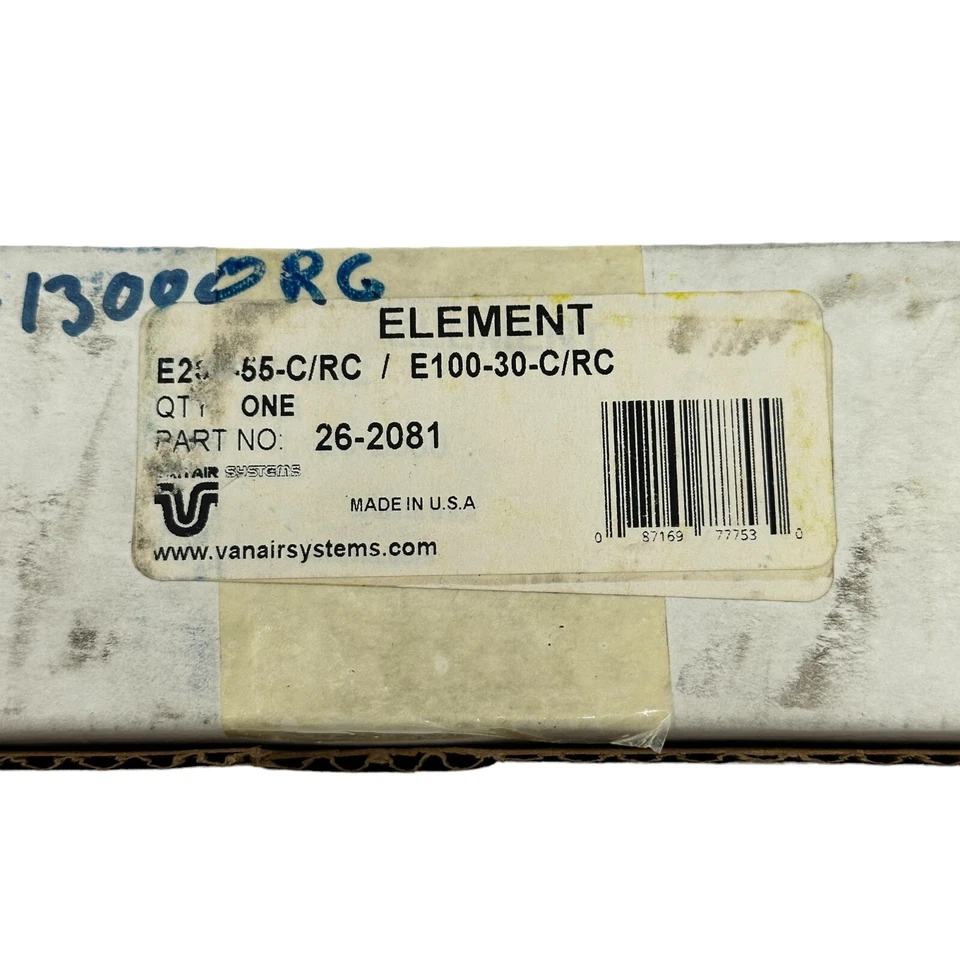 13000RG
ELEMENT
-55-C/RC / E100-30-C/RC
ONE
PART NO: 26-2081
SYSTEMS
MADE IN U.S.A
www.vanairsystems.com
0 87169 77753 0